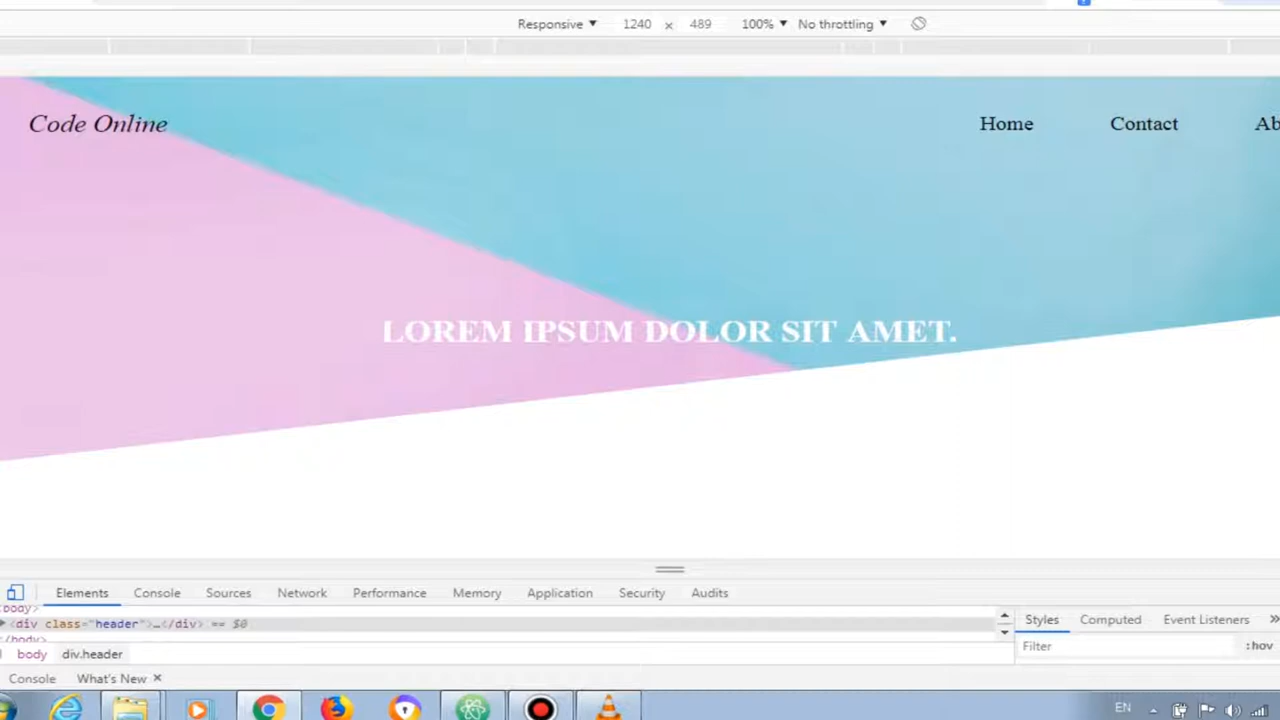 Responsive ▼ 1240 × 489 100% ▼ No throttling ▼
Code Online Home Contact Ab
LOREM IPSUM DOLOR SIT AMET.
Elements Console Sources Network Performance Memory Application Security Audits
body>
<div class="header">…</div> == $0
</body>
body div.header
Styles Computed Event Listeners »
Filter :hov
Console What's New ×
EN